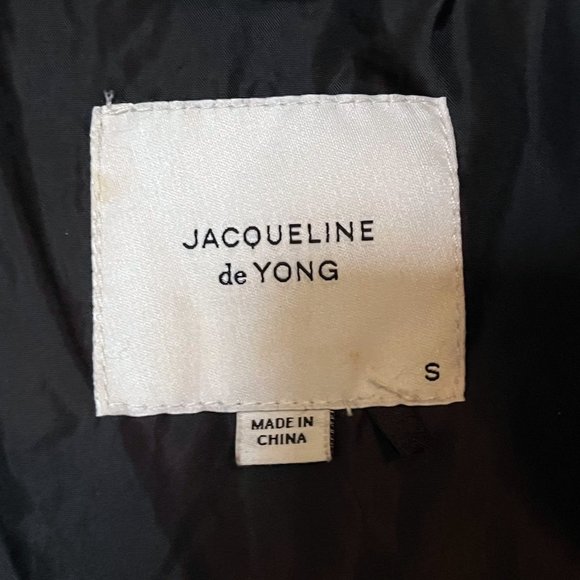 JACQUELINE
de YONG
S
MADE IN
CHINA